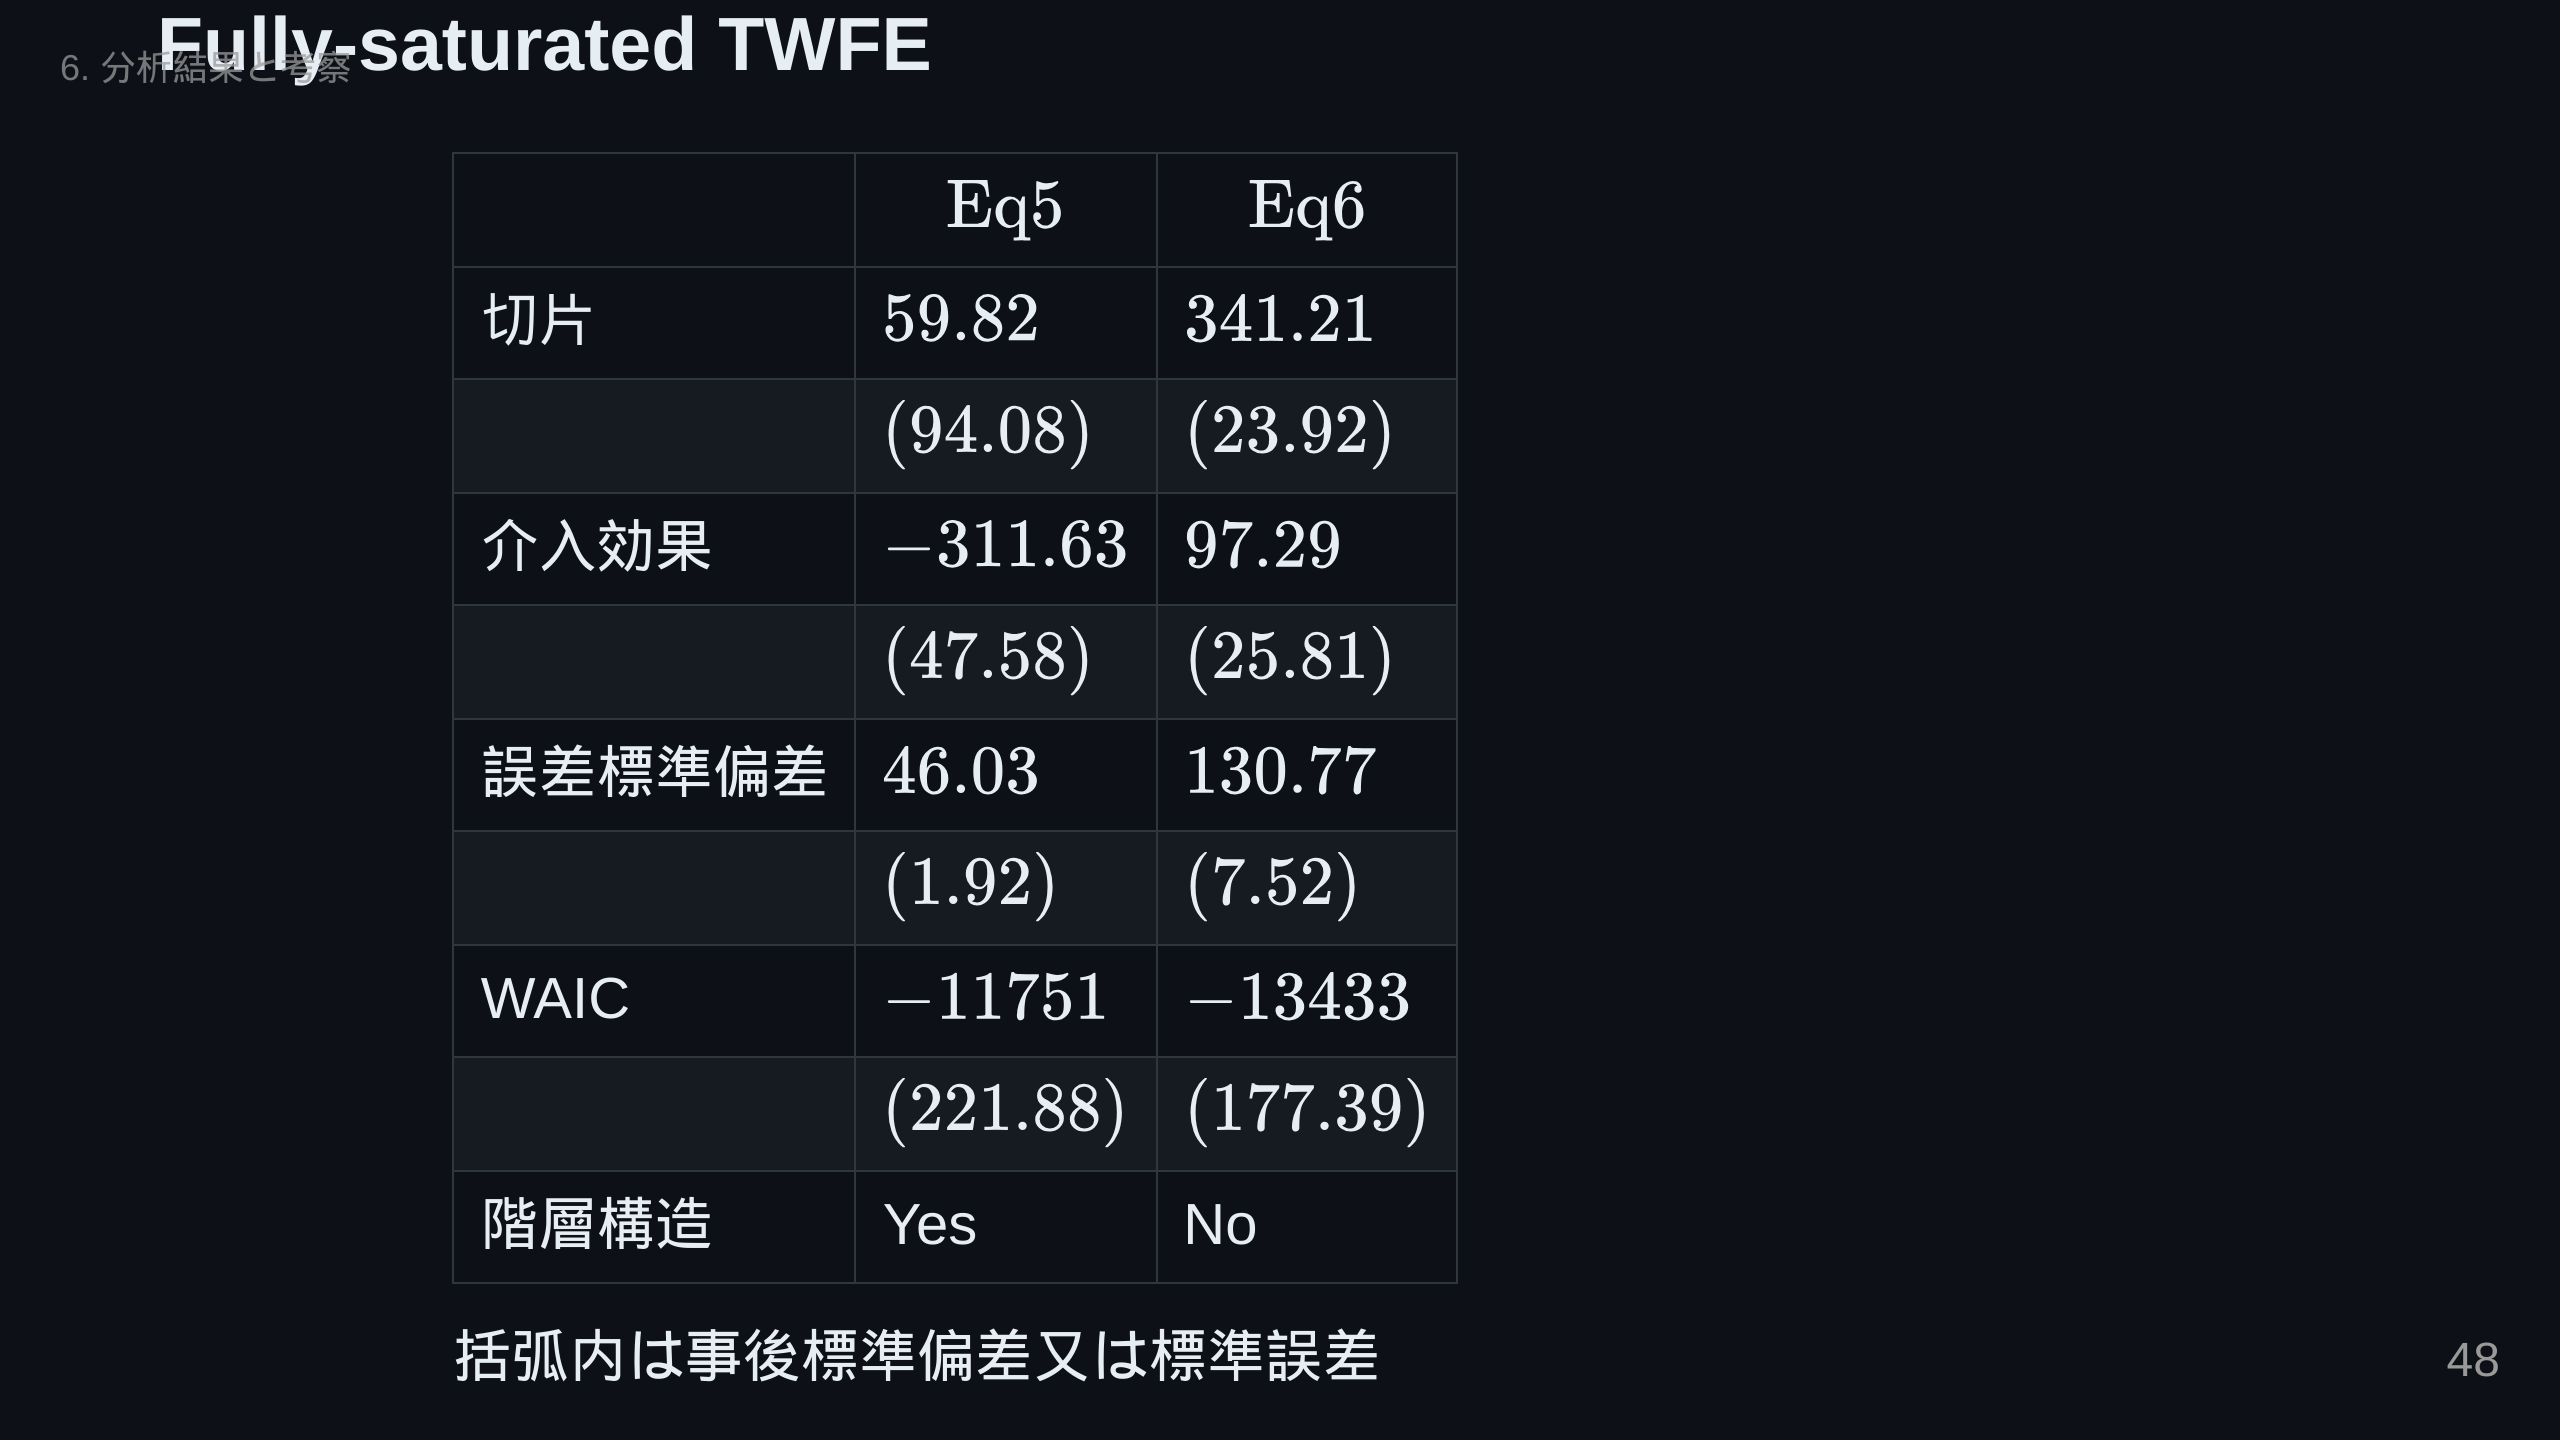 Fully-saturated TWFE
6. 分析結果と考察
Eq5 Eq6
切片 59.82 341.21
(94.08) (23.92)
介入効果 −311.63 97.29
(47.58) (25.81)
誤差標準偏差 46.03 130.77
(1.92) (7.52)
WAIC −11751 −13433
(221.88) (177.39)
階層構造 Yes No
括弧内は事後標準偏差又は標準誤差
48